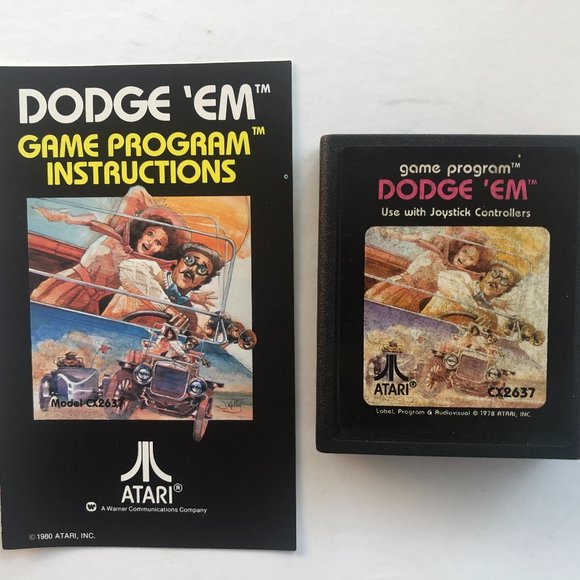 DODGE 'EM™
GAME PROGRAM™
INSTRUCTIONS
Model CX2637
ATARI®
A Warner Communications Company
© 1980 ATARI, INC.
game program™
DODGE 'EM™
Use with Joystick Controllers
ATARI®
CX2637
Label, Program & Audiovisual © 1978 ATARI, INC.